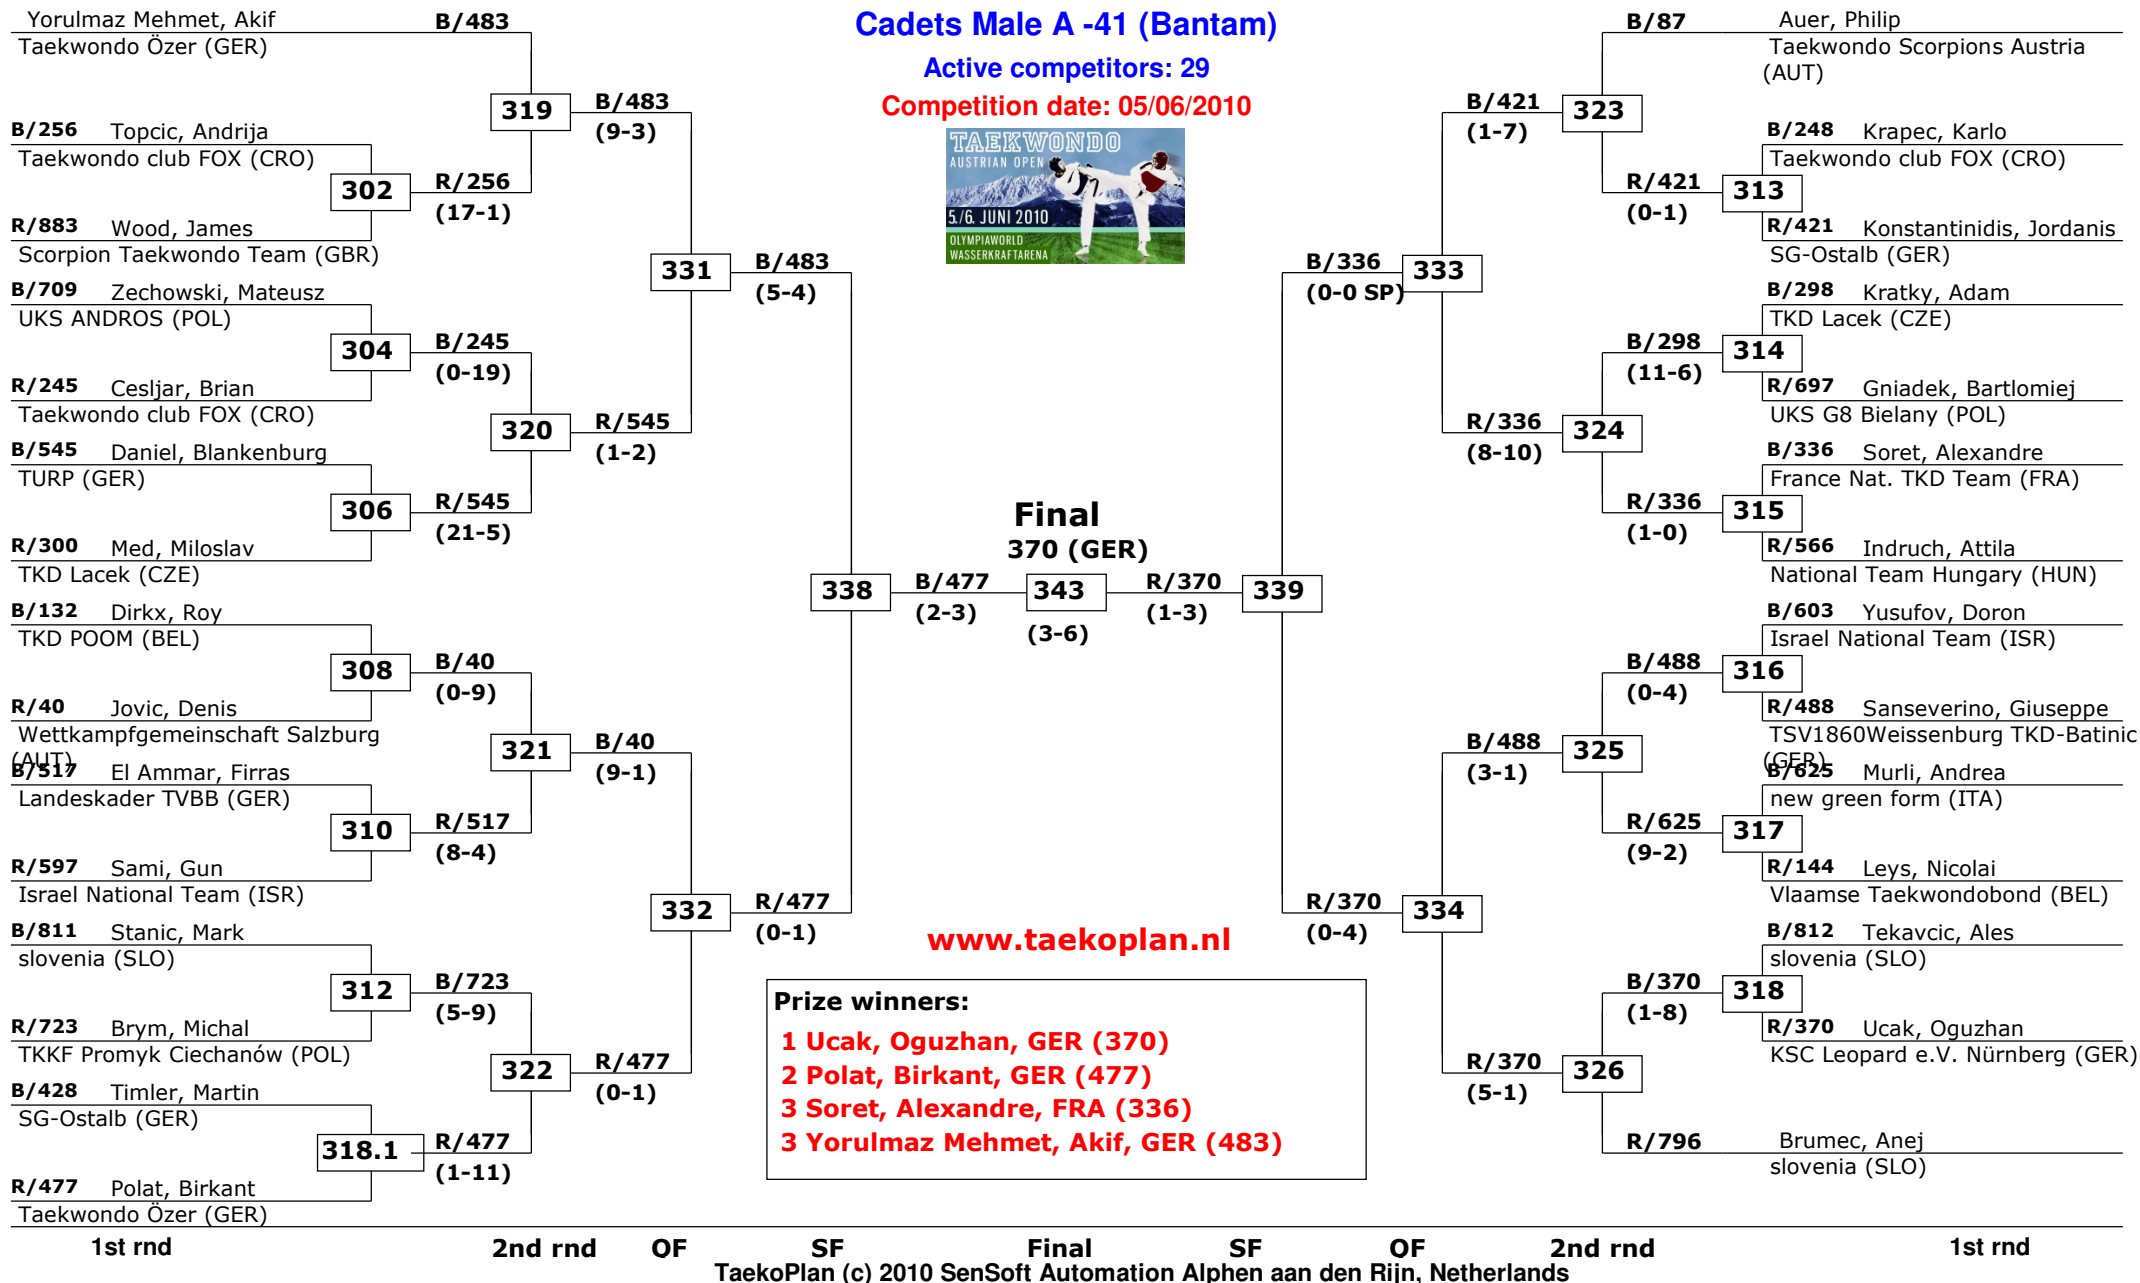 Cadets Male A -41 (Bantam)
Active competitors: 29
Competition date: 05/06/2010
TAEKWONDO
AUSTRIAN OPEN
5./6. JUNI 2010
OLYMPIAWORLD
WASSERKRAFTARENA
Yorulmaz Mehmet, Akif
Taekwondo Özer (GER)
B/256 Topcic, Andrija
Taekwondo club FOX (CRO)
R/883 Wood, James
Scorpion Taekwondo Team (GBR)
B/709 Zechowski, Mateusz
UKS ANDROS (POL)
R/245 Cesljar, Brian
Taekwondo club FOX (CRO)
B/545 Daniel, Blankenburg
TURP (GER)
R/300 Med, Miloslav
TKD Lacek (CZE)
B/132 Dirkx, Roy
TKD POOM (BEL)
R/40 Jovic, Denis
Wettkampfgemeinschaft Salzburg
(AUT)
B/517 El Ammar, Firras
Landeskader TVBB (GER)
R/597 Sami, Gun
Israel National Team (ISR)
B/811 Stanic, Mark
slovenia (SLO)
R/723 Brym, Michal
TKKF Promyk Ciechanów (POL)
B/428 Timler, Martin
SG-Ostalb (GER)
R/477 Polat, Birkant
Taekwondo Özer (GER)
302
304
306
308
310
312
318.1
B/483
R/256
(17-1)
B/245
(0-19)
R/545
(21-5)
B/40
(0-9)
R/517
(8-4)
B/723
(5-9)
R/477
(1-11)
319
320
321
322
B/483
(9-3)
R/545
(1-2)
B/40
(9-1)
R/477
(0-1)
331
332
B/483
(5-4)
R/477
(0-1)
338
B/477
(2-3)
Final
370 (GER)
343
(3-6)
R/370
(1-3)
339
B/336
(0-0 SP)
R/370
(0-4)
333
334
B/421
(1-7)
R/336
(8-10)
B/488
(3-1)
R/370
(5-1)
323
324
325
326
B/87
R/421
(0-1)
B/298
(11-6)
R/336
(1-0)
B/488
(0-4)
R/625
(9-2)
B/370
(1-8)
R/796
313
314
315
316
317
318
Auer, Philip
Taekwondo Scorpions Austria
(AUT)
B/248 Krapec, Karlo
Taekwondo club FOX (CRO)
R/421 Konstantinidis, Jordanis
SG-Ostalb (GER)
B/298 Kratky, Adam
TKD Lacek (CZE)
R/697 Gniadek, Bartlomiej
UKS G8 Bielany (POL)
B/336 Soret, Alexandre
France Nat. TKD Team (FRA)
R/566 Indruch, Attila
National Team Hungary (HUN)
B/603 Yusufov, Doron
Israel National Team (ISR)
R/488 Sanseverino, Giuseppe
TSV1860Weissenburg TKD-Batinic
(GER)
B/625 Murli, Andrea
new green form (ITA)
R/144 Leys, Nicolai
Vlaamse Taekwondobond (BEL)
B/812 Tekavcic, Ales
slovenia (SLO)
R/370 Ucak, Oguzhan
KSC Leopard e.V. Nürnberg (GER)
Brumec, Anej
slovenia (SLO)
www.taekoplan.nl
Prize winners:
1 Ucak, Oguzhan, GER (370)
2 Polat, Birkant, GER (477)
3 Soret, Alexandre, FRA (336)
3 Yorulmaz Mehmet, Akif, GER (483)
1st rnd 2nd rnd QF SF Final SF QF 2nd rnd 1st rnd
TaekoPlan (c) 2010 SenSoft Automation Alphen aan den Rijn, Netherlands